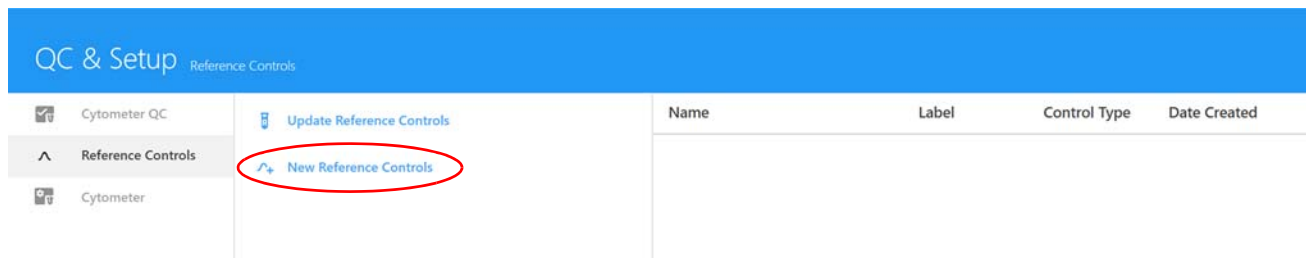 QC & Setup Reference Controls
Cytometer QC
Reference Controls
Cytometer
Update Reference Controls
New Reference Controls
Name Label Control Type Date Created